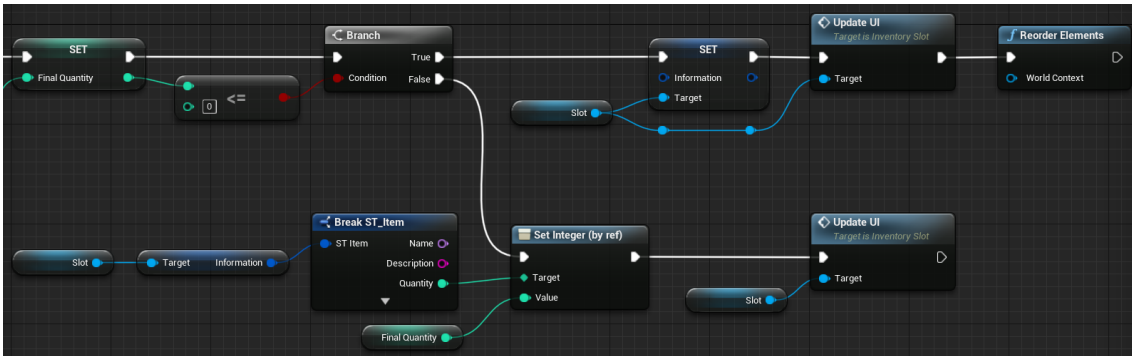 SET
Final Quantity
0
<=
Branch
True
Condition
False
SET
Information
Target
Slot
Update UI
Target is Inventory Slot
Target
Reorder Elements
World Context
Slot
Target
Information
Break ST_Item
ST Item
Name
Description
Quantity
Final Quantity
Set Integer (by ref)
Target
Value
Slot
Update UI
Target is Inventory Slot
Target